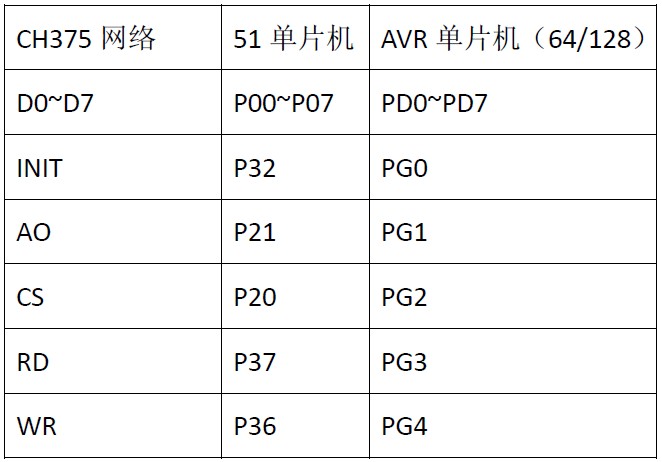 CH375 网络 51 单片机 AVR 单片机（64/128）
D0~D7 P00~P07 PD0~PD7
INIT P32 PG0
AO P21 PG1
CS P20 PG2
RD P37 PG3
WR P36 PG4